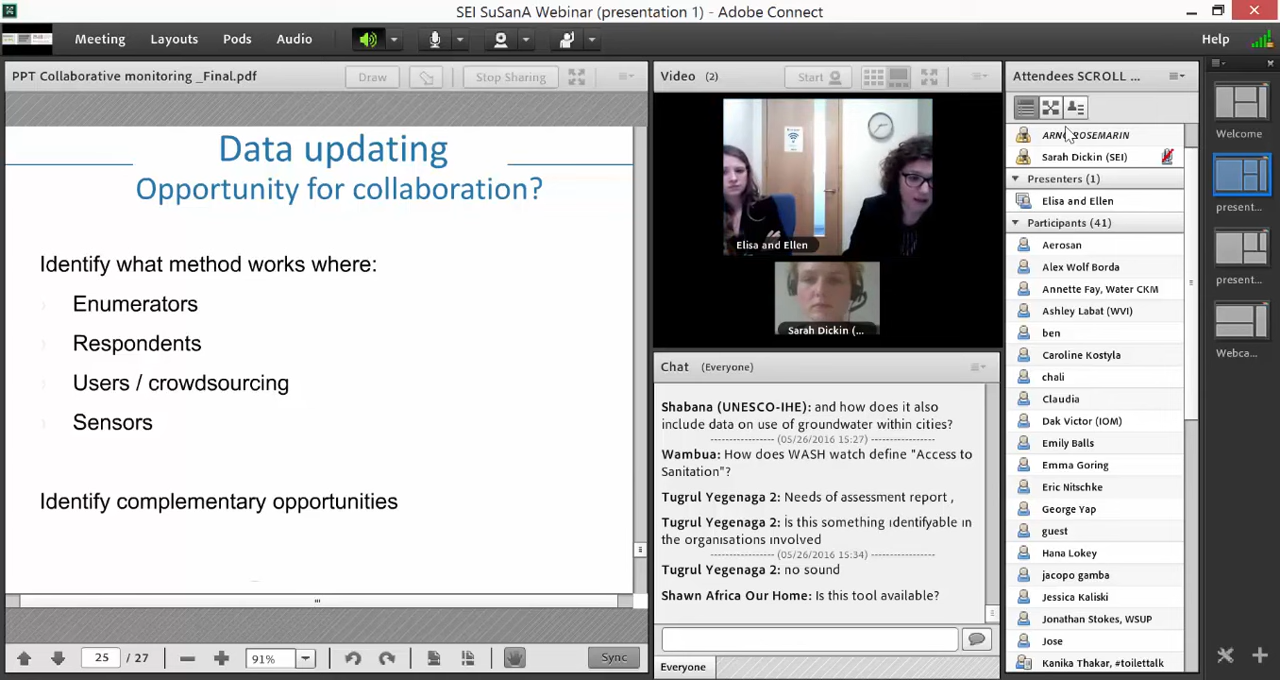 SEI SuSanA Webinar (presentation 1) - Adobe Connect
Meeting
Layouts
Pods
Audio
Help
PPT Collaborative monitoring _Final.pdf
Draw
Stop Sharing
Data updating
Opportunity for collaboration?
Identify what method works where:
Enumerators
Respondents
Users / crowdsourcing
Sensors
Identify complementary opportunities
25 / 27
91%
Sync
Video (2)
Start
Elisa and Ellen
Sarah Dickin (...
Chat (Everyone)
Shabana (UNESCO-IHE): and how does it also
include data on use of groundwater within cities?
---------------- (05/26/2016 15:27) ----------------
Wambua: How does WASH watch define "Access to
Sanitation"?
Tugrul Yegenaga 2: Needs of assessment report ,
Tugrul Yegenaga 2: İs this something ıdentifyable ın
the organısatıons ınvolved
---------------- (05/26/2016 15:34) ----------------
Tugrul Yegenaga 2: no sound
Shawn Africa Our Home: Is this tool available?
Everyone
Attendees SCROLL ...
ROSEMARIN
Sarah Dickin (SEI)
Presenters (1)
Elisa and Ellen
Participants (41)
Aerosan
Alex Wolf Borda
Annette Fay, Water CKM
Ashley Labat (WVI)
ben
Caroline Kostyla
chali
Claudia
Dak Victor (IOM)
Emily Balls
Emma Goring
Eric Nitschke
George Yap
guest
Hana Lokey
jacopo gamba
Jessica Kaliski
Jonathan Stokes, WSUP
Jose
Kanika Thakar, #toilettalk
Welcome
present...
present...
Webca...